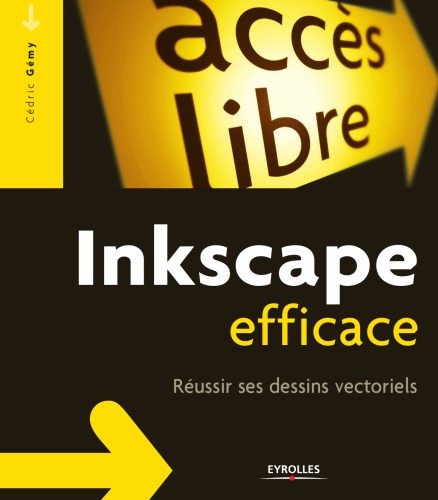 Cédric Gémy
accès
libre
Inkscape
efficace
Réussir ses dessins vectoriels
EYROLLES